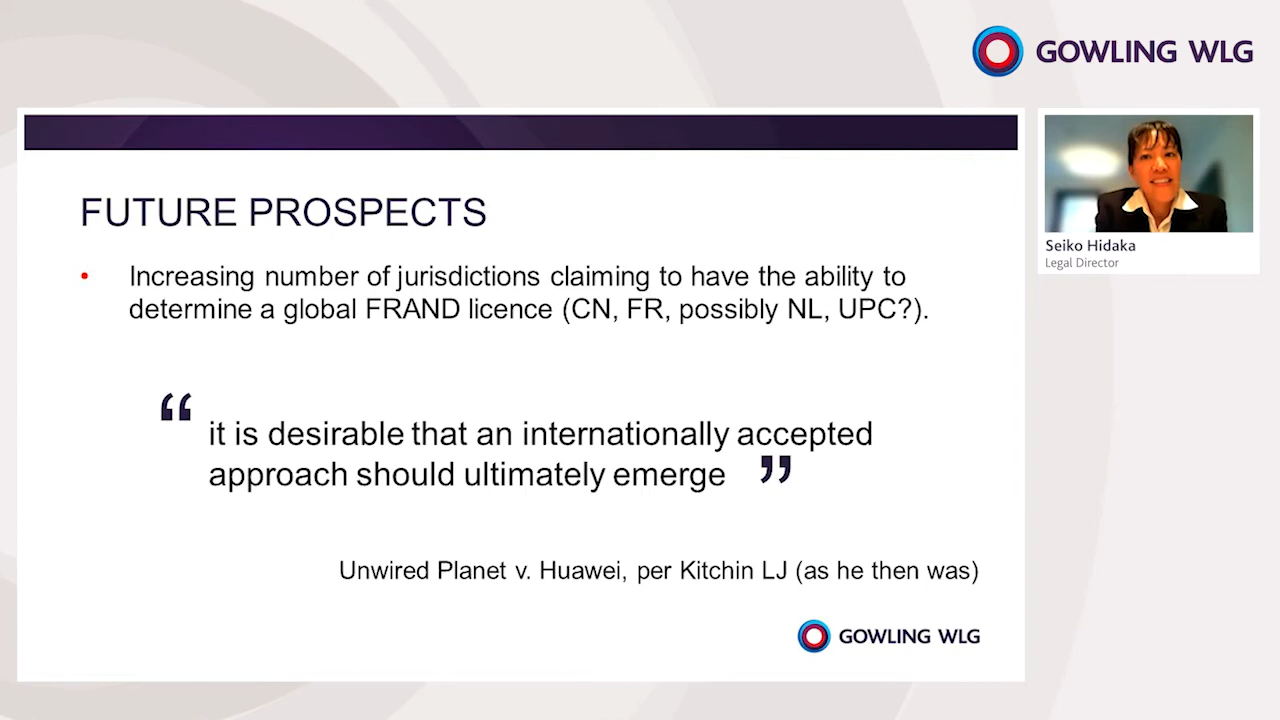 GOWLING WLG
FUTURE PROSPECTS
• Increasing number of jurisdictions claiming to have the ability to
determine a global FRAND licence (CN, FR, possibly NL, UPC?).
“ it is desirable that an internationally accepted
approach should ultimately emerge ”
Unwired Planet v. Huawei, per Kitchin LJ (as he then was)
GOWLING WLG
Seiko Hidaka
Legal Director